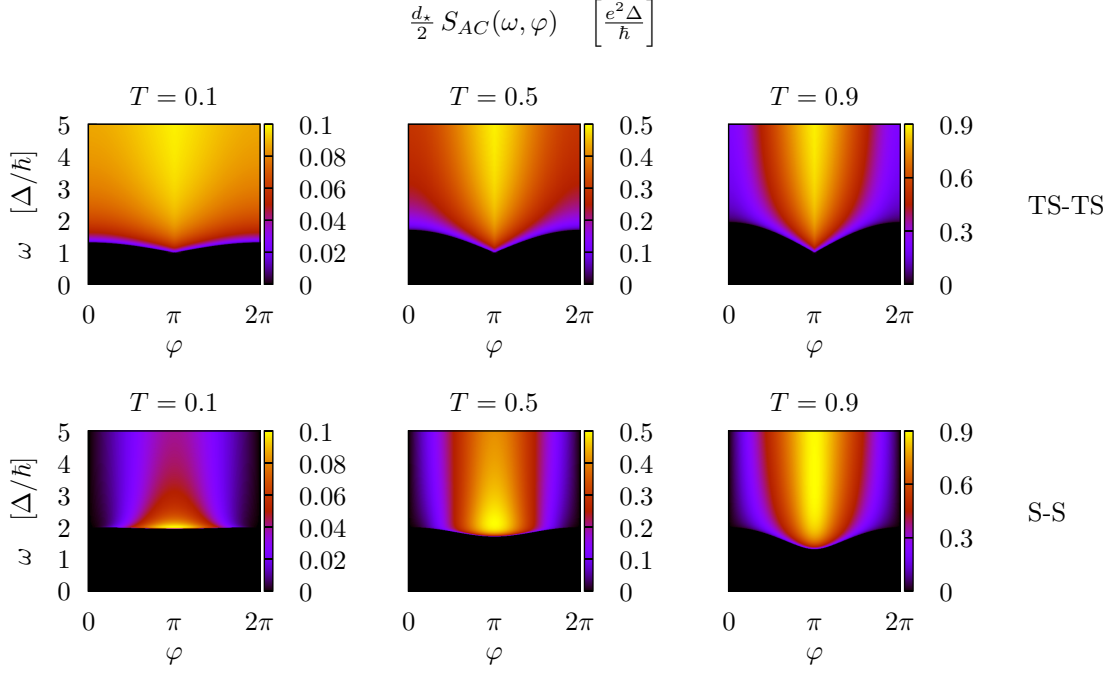 d⋆/2 S_AC(ω, φ) [e²Δ/ħ]
T = 0.1 T = 0.5 T = 0.9
5 0.1 0.5 0.9
4 0.08 0.4
3 0.06 0.3 0.6
2 0.04 0.2 0.3
1 0.02 0.1
0 0 0 0
ω [Δ/ħ]
TS-TS
0 π 2π 0 π 2π 0 π 2π
φ φ φ
T = 0.1 T = 0.5 T = 0.9
5 0.1 0.5 0.9
4 0.08 0.4
3 0.06 0.3 0.6
2 0.04 0.2 0.3
1 0.02 0.1
0 0 0 0
ω [Δ/ħ]
S-S
0 π 2π 0 π 2π 0 π 2π
φ φ φ